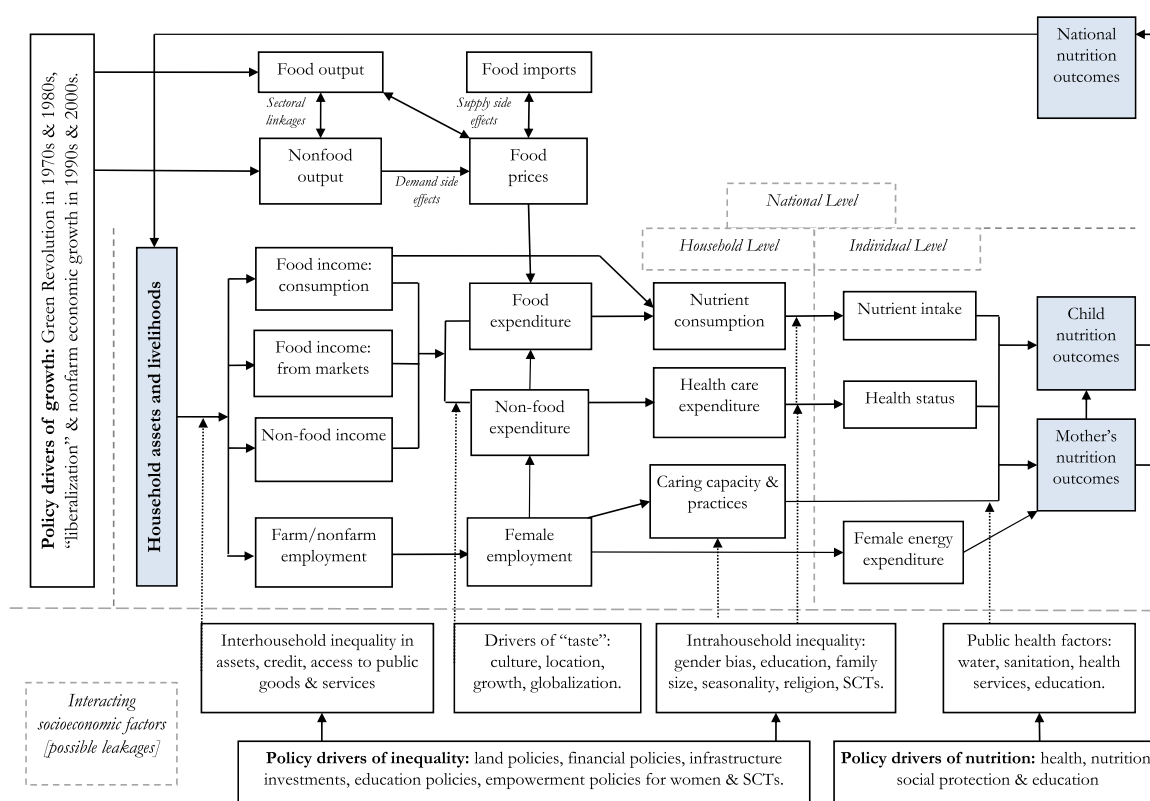 National
nutrition
outcomes
Policy drivers of growth: Green Revolution in 1970s & 1980s,
“liberalization” & nonfarm economic growth in 1990s & 2000s.
Food output
Food imports
Sectoral
linkages
Supply side
effects
Nonfood
output
Demand side
effects
Food
prices
National Level
Household Level
Individual Level
Household assets and livelihoods
Food income:
consumption
Food
expenditure
Nutrient
consumption
Nutrient intake
Child
nutrition
outcomes
Food income:
from markets
Non-food
expenditure
Health care
expenditure
Health status
Non-food income
Mother’s
nutrition
outcomes
Caring capacity &
practices
Farm/nonfarm
employment
Female
employment
Female energy
expenditure
Interhousehold inequality in
assets, credit, access to public
goods & services
Drivers of “taste”:
culture, location,
growth, globalization.
Intrahousehold inequality:
gender bias, education, family
size, seasonality, religion, SCTs.
Public health factors:
water, sanitation, health
services, education.
Interacting
socioeconomic factors
[possible leakages]
Policy drivers of inequality: land policies, financial policies, infrastructure
investments, education policies, empowerment policies for women & SCTs.
Policy drivers of nutrition: health, nutrition
social protection & education